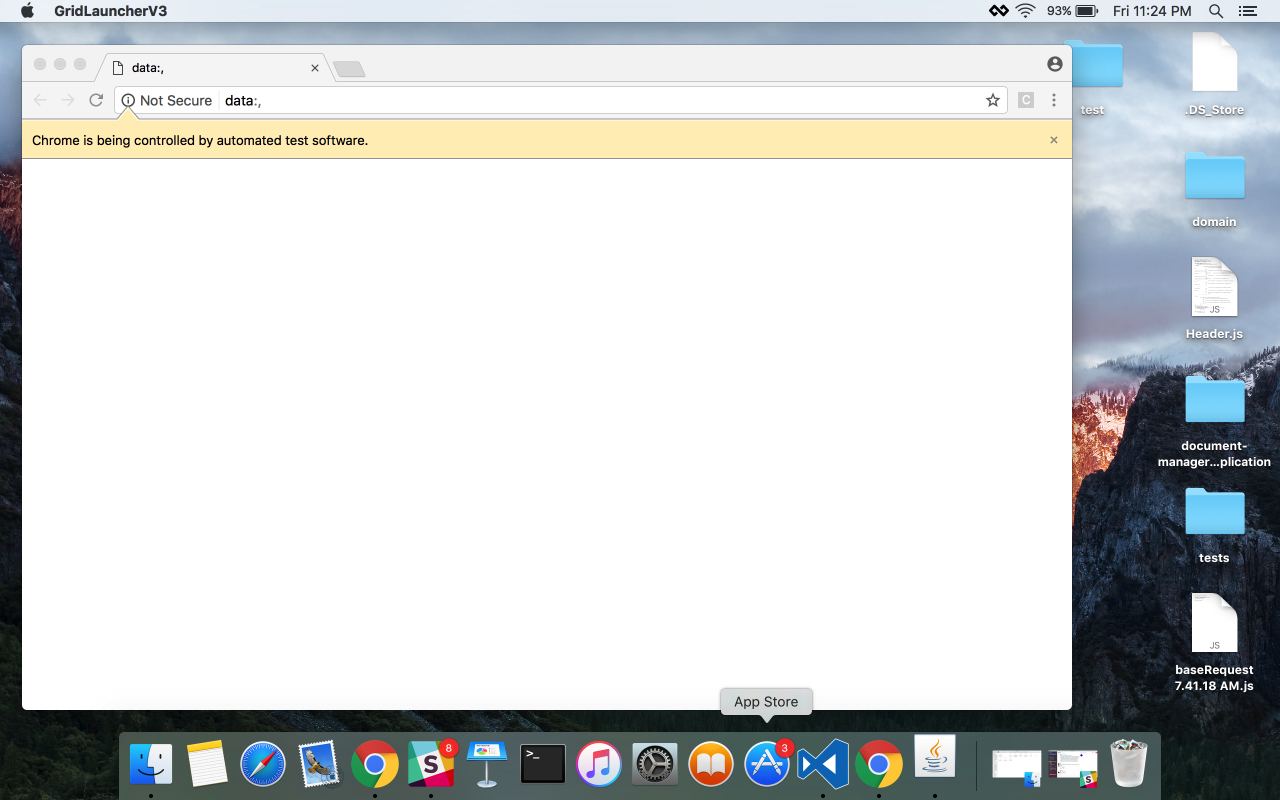 GridLauncherV3
93%
Fri 11:24 PM
data:,
Not Secure
data:,
C
Chrome is being controlled by automated test software.
test
.DS_Store
domain
JS
Header.js
document-
manager...plication
tests
JS
baseRequest
7.41.18 AM.js
App Store
8
S
>_
3
S